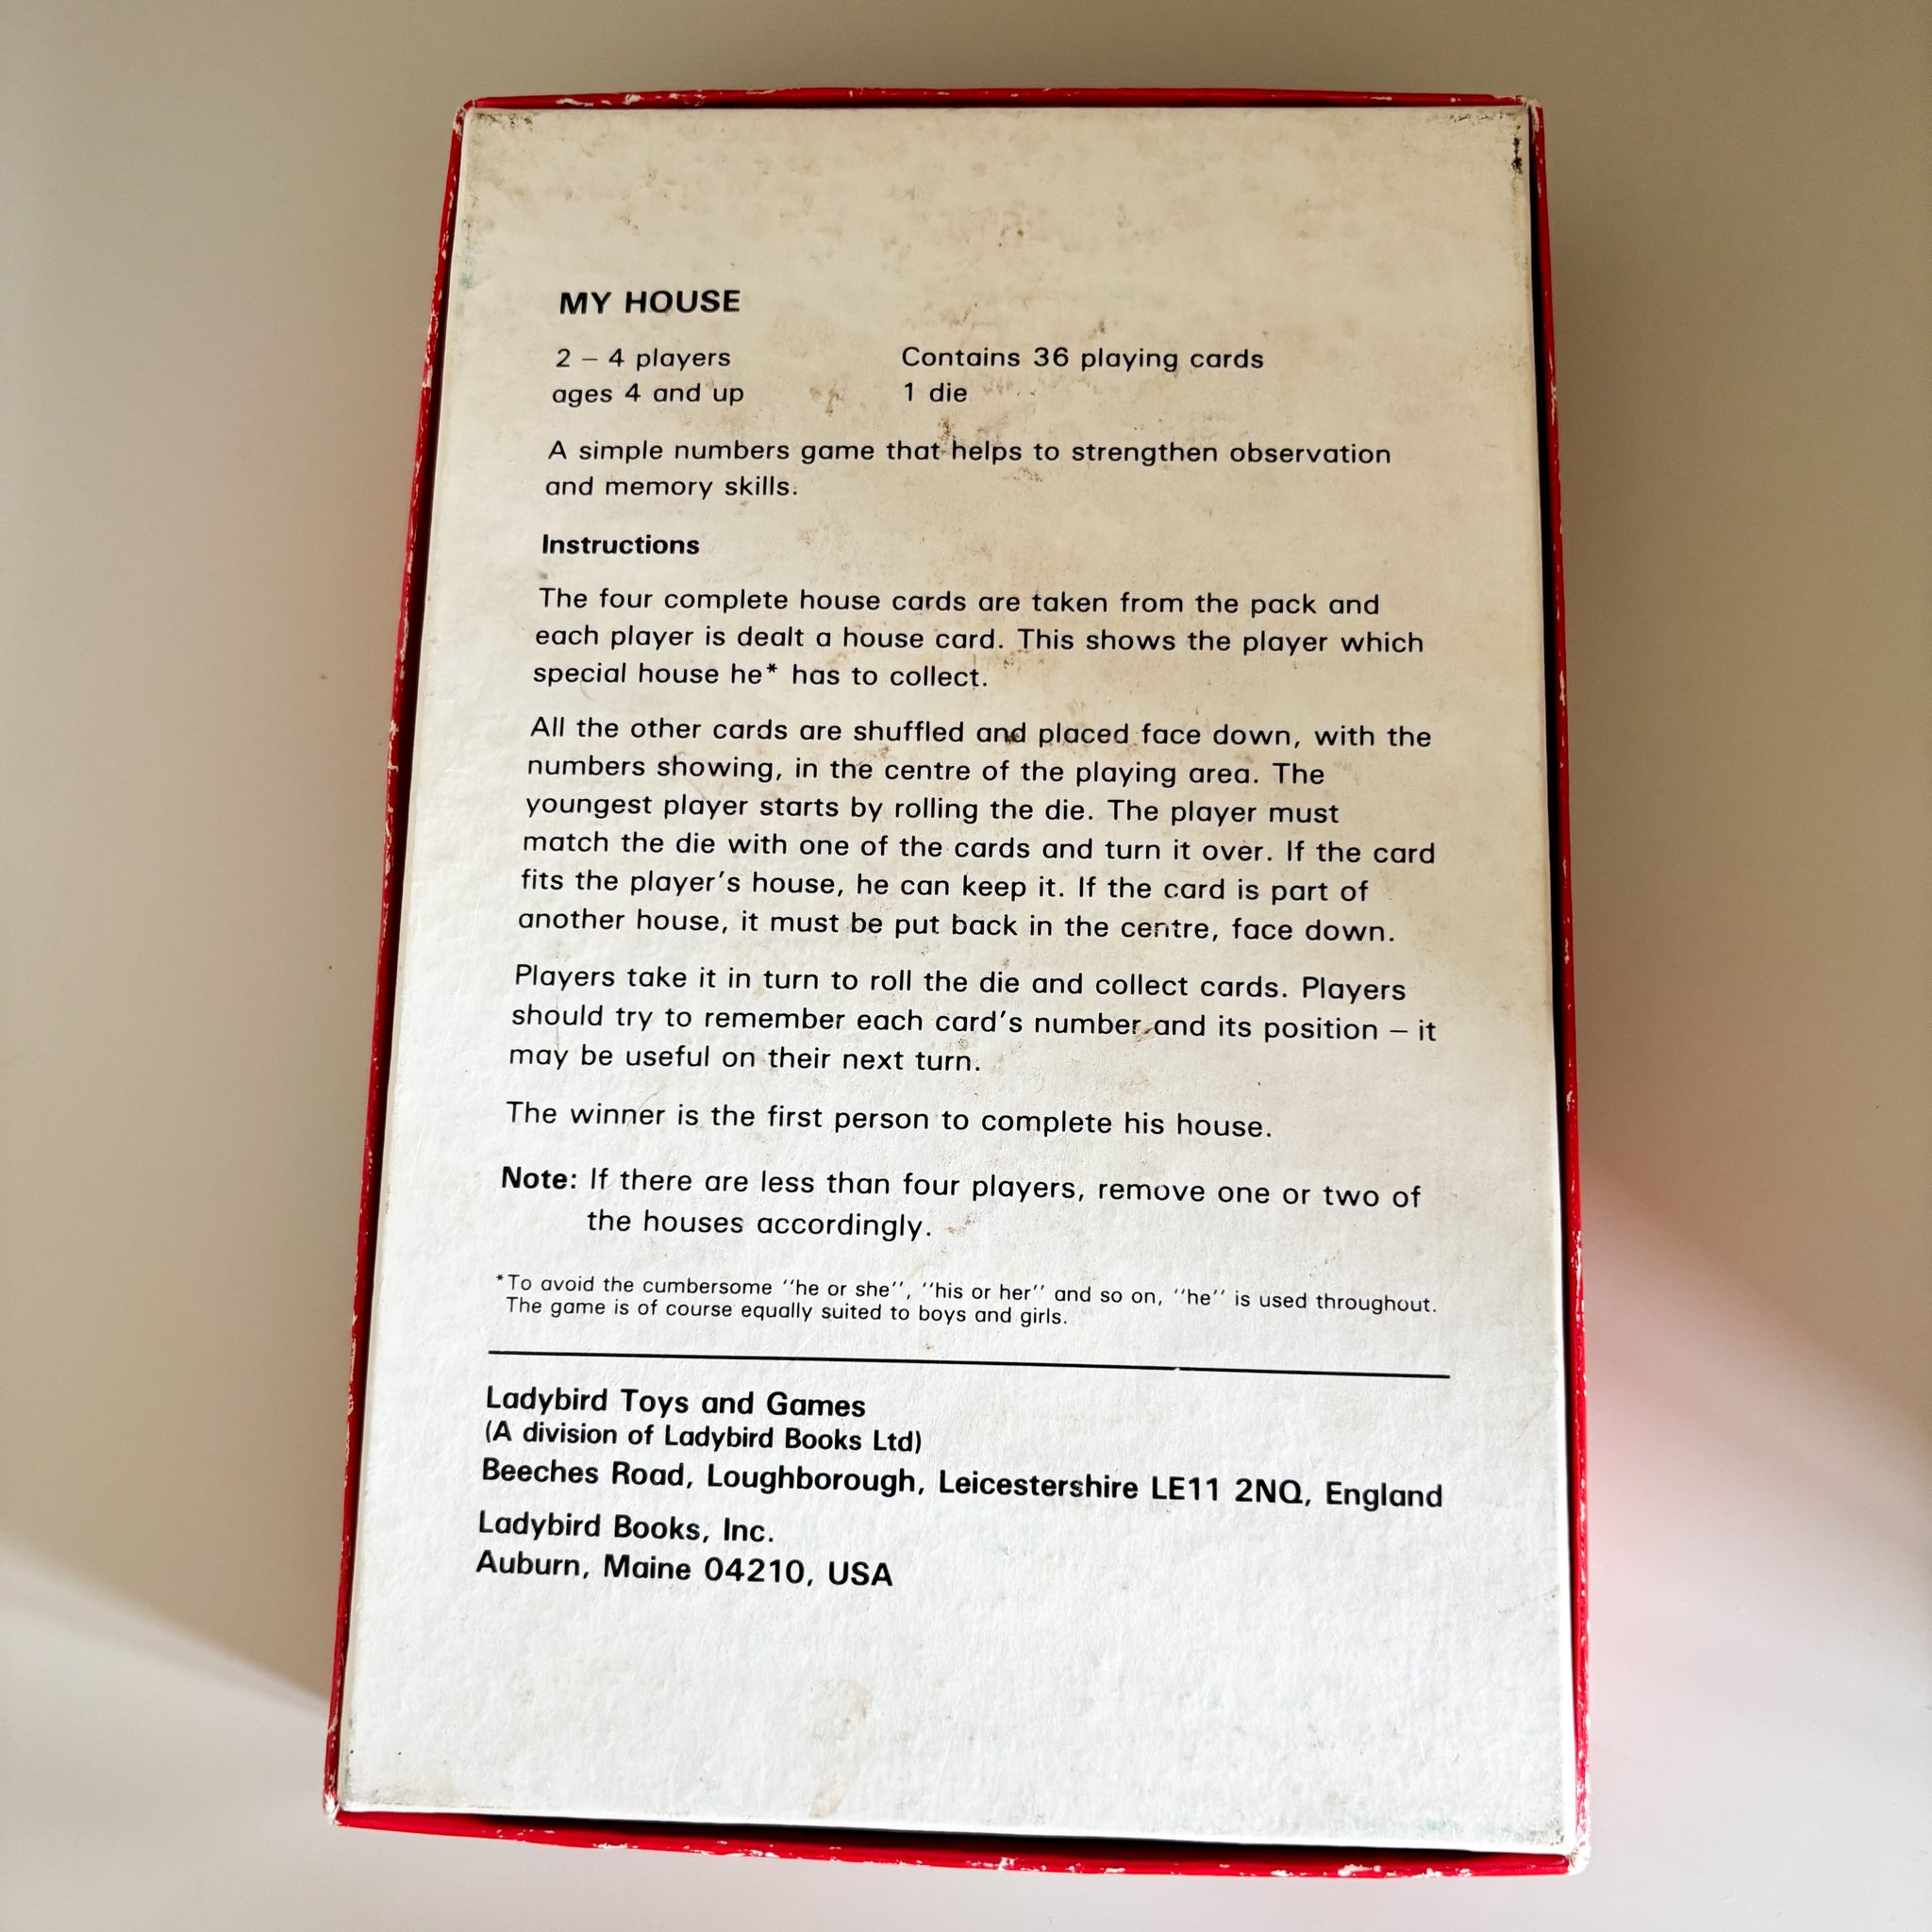 MY HOUSE
2 – 4 players Contains 36 playing cards
ages 4 and up 1 die
A simple numbers game that helps to strengthen observation
and memory skills.
Instructions
The four complete house cards are taken from the pack and
each player is dealt a house card. This shows the player which
special house he* has to collect.
All the other cards are shuffled and placed face down, with the
numbers showing, in the centre of the playing area. The
youngest player starts by rolling the die. The player must
match the die with one of the cards and turn it over. If the card
fits the player's house, he can keep it. If the card is part of
another house, it must be put back in the centre, face down.
Players take it in turn to roll the die and collect cards. Players
should try to remember each card's number and its position – it
may be useful on their next turn.
The winner is the first person to complete his house.
Note: If there are less than four players, remove one or two of
the houses accordingly.
*To avoid the cumbersome ''he or she'', ''his or her'' and so on, ''he'' is used throughout.
The game is of course equally suited to boys and girls.
Ladybird Toys and Games
(A division of Ladybird Books Ltd)
Beeches Road, Loughborough, Leicestershire LE11 2NQ, England
Ladybird Books, Inc.
Auburn, Maine 04210, USA